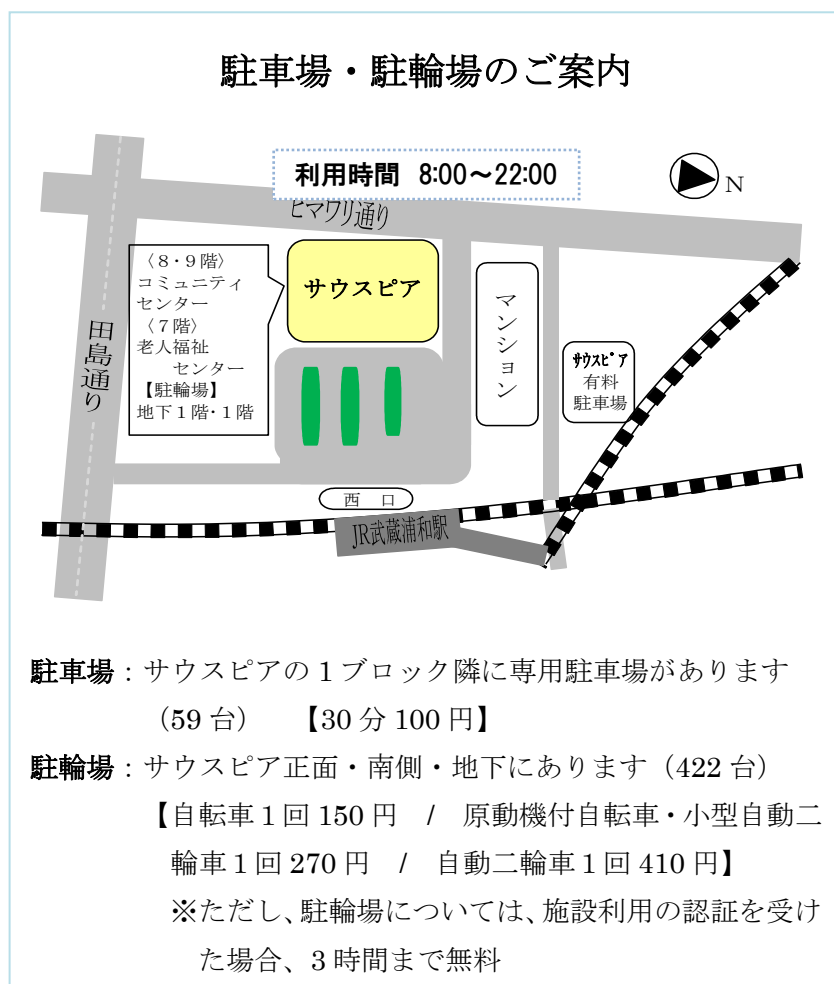 駐車場・駐輪場のご案内
利用時間 8:00～22:00
N
ヒマワリ通り
〈8・9階〉
コミュニティ
センター
〈7階〉
老人福祉
センター
【駐輪場】
地下1階・1階
サウスピア
マンション
サウスピア
有料
駐車場
田島通り
西 口
JR武蔵浦和駅
駐車場：サウスピアの1ブロック隣に専用駐車場があります
（59台） 【30分100円】
駐輪場：サウスピア正面・南側・地下にあります（422台）
【自転車1回150円 / 原動機付自転車・小型自動二
輪車1回270円 / 自動二輪車1回410円】
※ただし、駐輪場については、施設利用の認証を受け
た場合、3時間まで無料